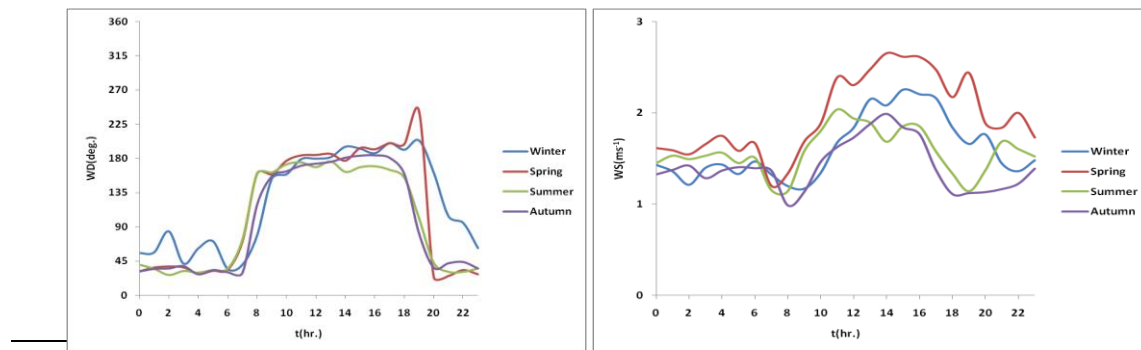 360
315
270
225
180
135
90
45
0
WD(deg.)
0 2 4 6 8 10 12 14 16 18 20 22
t(hr.)
Winter
Spring
Summer
Autumn
3
2
1
0
WS(ms-1)
0 2 4 6 8 10 12 14 16 18 20 22
t(hr.)
Winter
Spring
Summer
Autumn